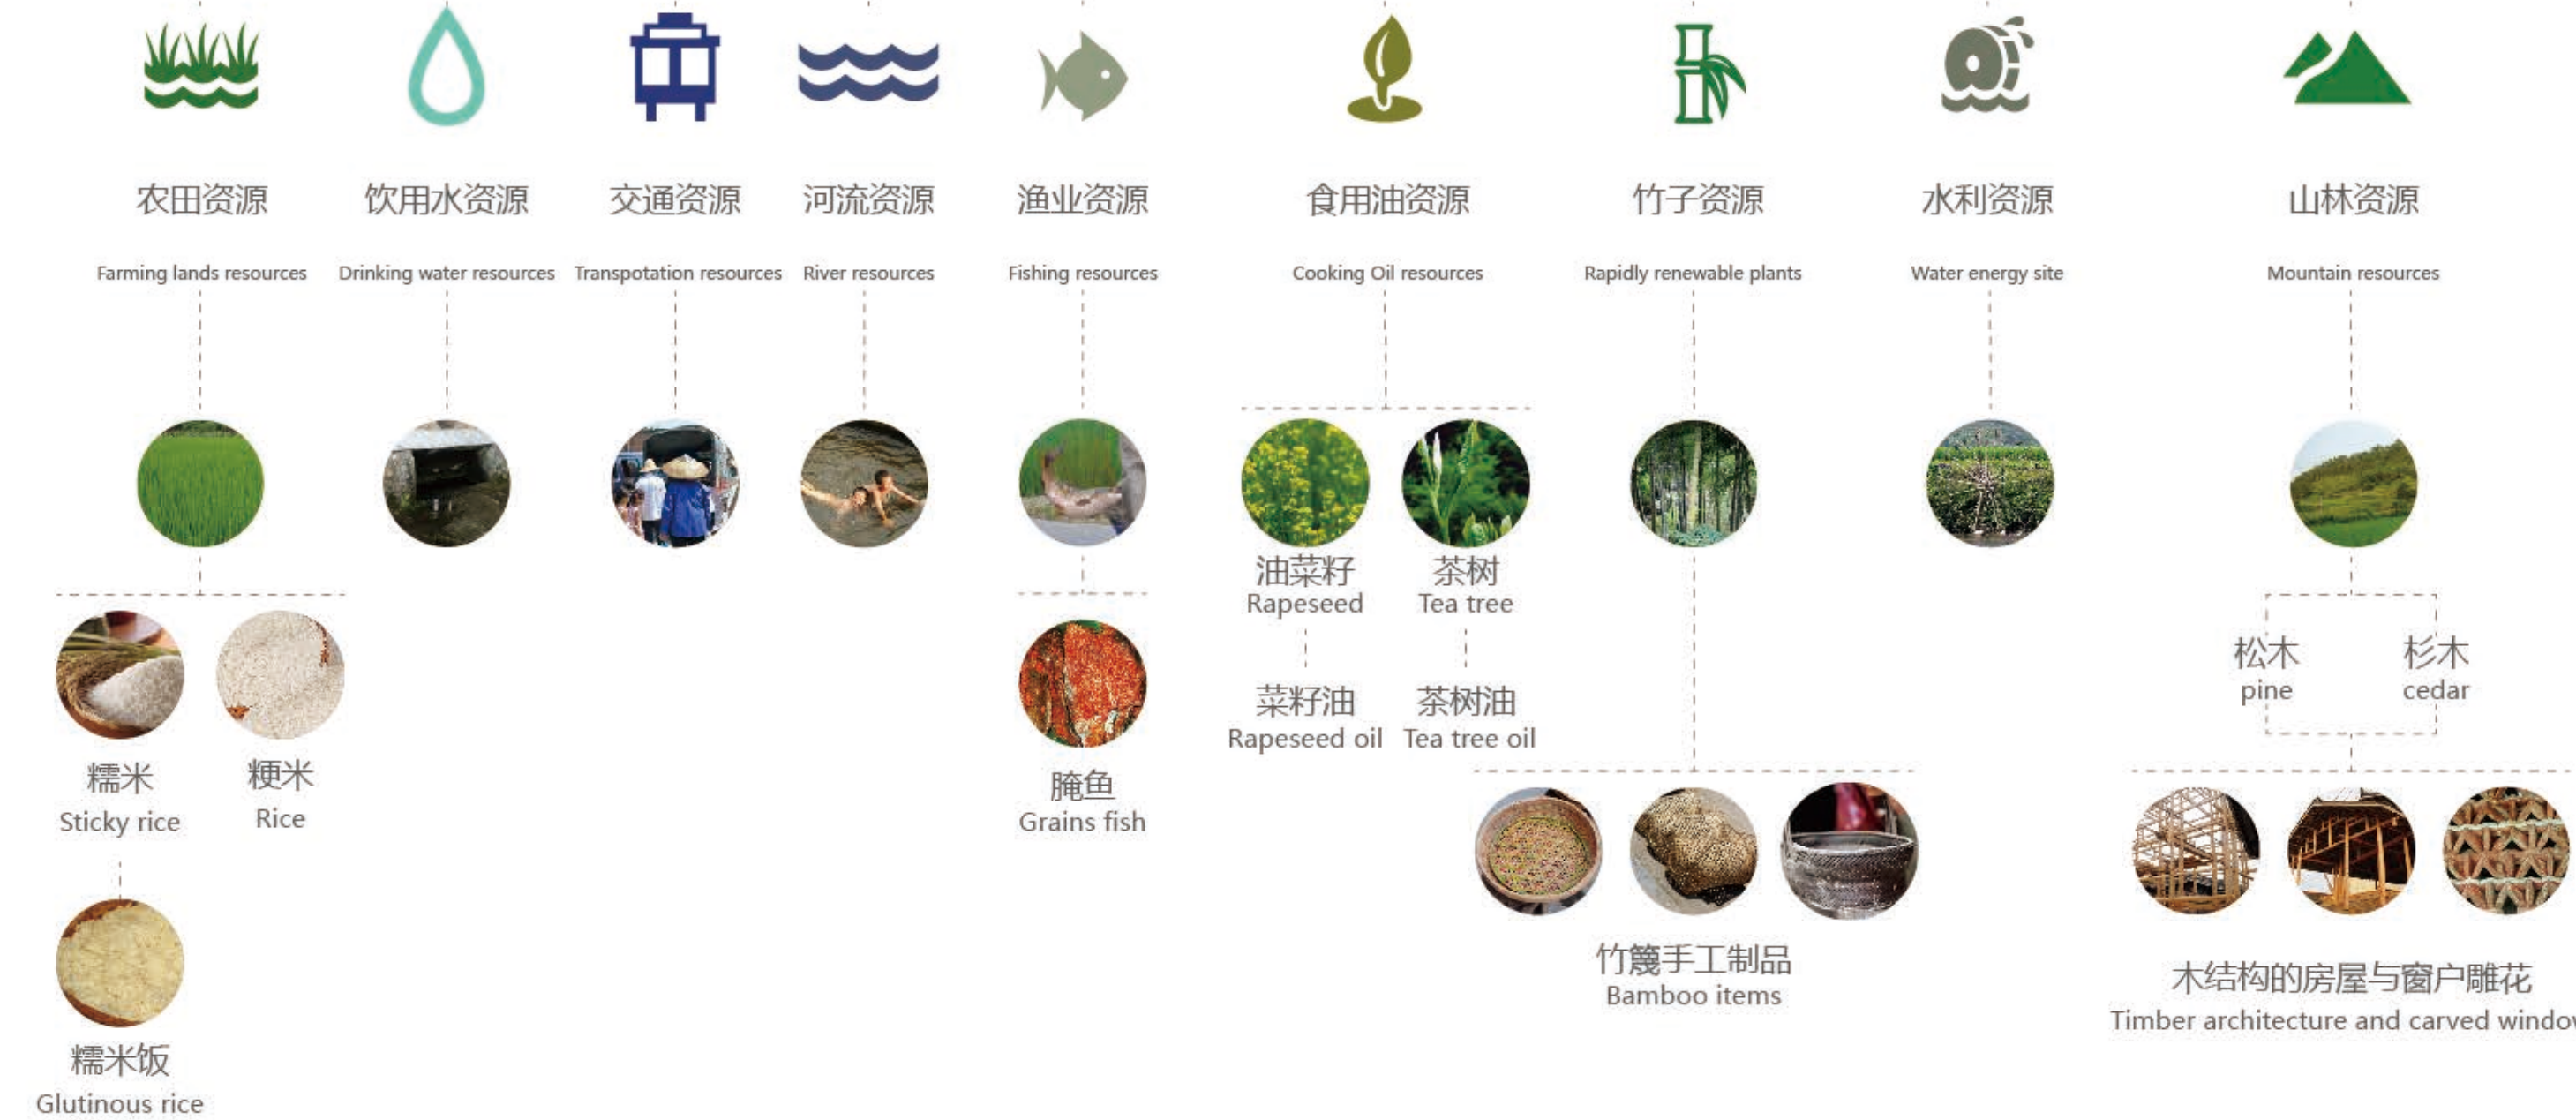 农田资源
饮用水资源
交通资源
河流资源
渔业资源
食用油资源
竹子资源
水利资源
山林资源
Farming lands resources
Drinking water resources
Transpotation resources
River resources
Fishing resources
Cooking Oil resources
Rapidly renewable plants
Water energy site
Mountain resources
油菜籽
Rapeseed
茶树
Tea tree
菜籽油
Rapeseed oil
茶树油
Tea tree oil
松木
pine
杉木
cedar
糯米
Sticky rice
粳米
Rice
腌鱼
Grains fish
竹篾手工制品
Bamboo items
木结构的房屋与窗户雕花
Timber architecture and carved
糯米饭
Glutinous rice